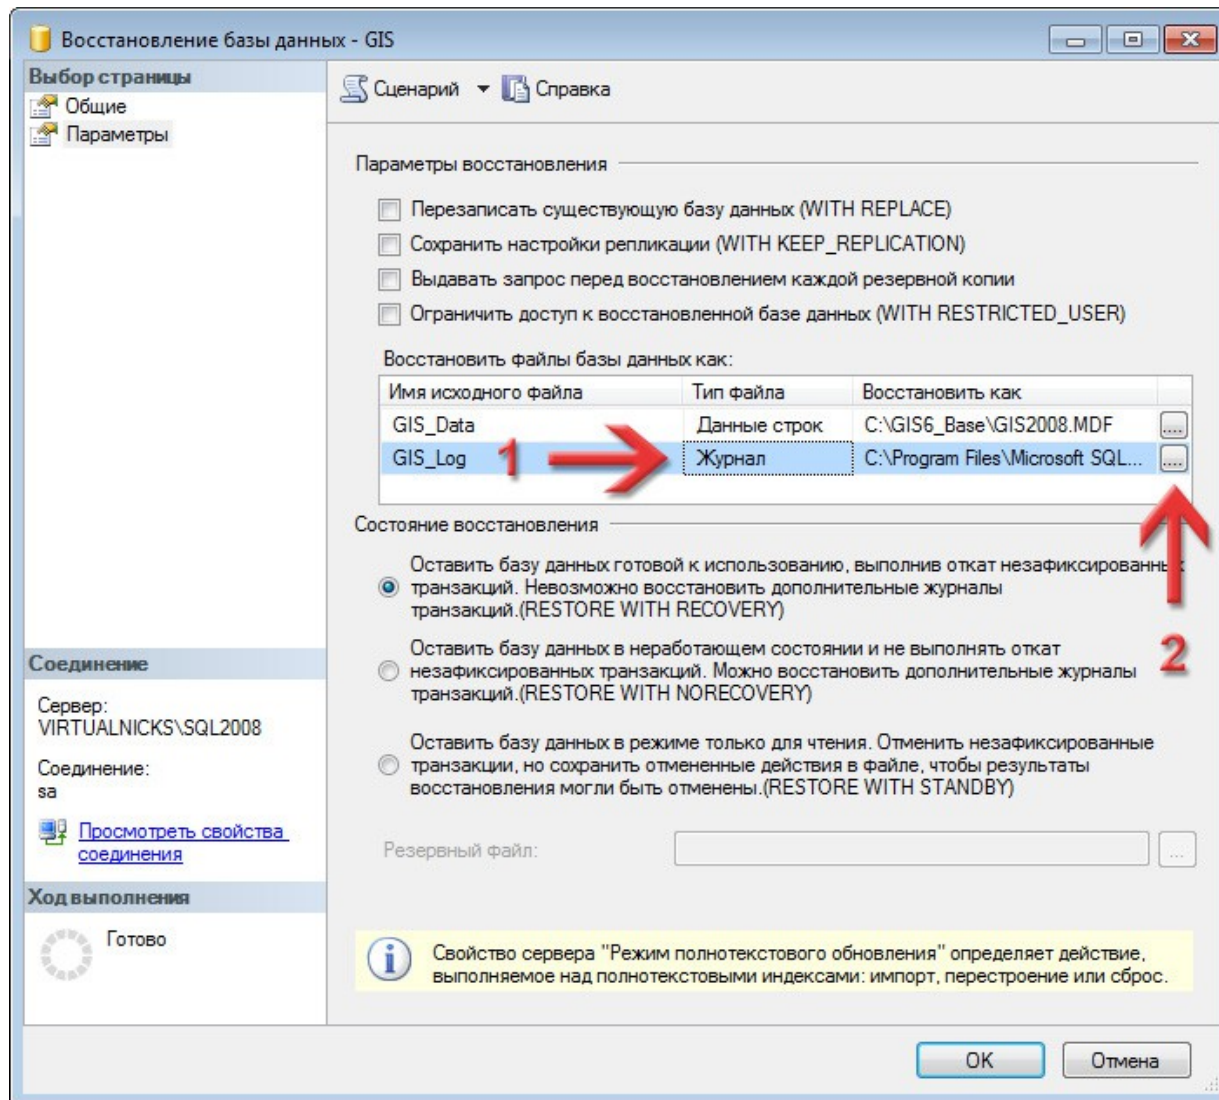 Восстановление базы данных - GIS
Выбор страницы
Общие
Параметры
Сценарий
Справка
Параметры восстановления
Перезаписать существующую базу данных (WITH REPLACE)
Сохранить настройки репликации (WITH KEEP_REPLICATION)
Выдавать запрос перед восстановлением каждой резервной копии
Ограничить доступ к восстановленной базе данных (WITH RESTRICTED_USER)
Восстановить файлы базы данных как:
Имя исходного файла Тип файла Восстановить как
GIS_Data Данные строк C:\GIS6_Base\GIS2008.MDF ....
GIS_Log 1 Журнал C:\Program Files\Microsoft SQL... ....
Состояние восстановления
Оставить базу данных готовой к использованию, выполнив откат незафиксированных
транзакций. Невозможно восстановить дополнительные журналы
транзакций.(RESTORE WITH RECOVERY)
2
Оставить базу данных в неработающем состоянии и не выполнять откат
незафиксированных транзакций. Можно восстановить дополнительные журналы
транзакций.(RESTORE WITH NORECOVERY)
Оставить базу данных в режиме только для чтения. Отменить незафиксированные
транзакции, но сохранить отмененные действия в файле, чтобы результаты
восстановления могли быть отменены.(RESTORE WITH STANDBY)
Резервный файл: ...
Соединение
Сервер:
VIRTUALNICKS\SQL2008
Соединение:
sa
Просмотреть свойства
соединения
Ход выполнения
Готово
Свойство сервера "Режим полнотекстового обновления" определяет действие,
выполняемое над полнотекстовыми индексами: импорт, перестроение или сброс.
OK Отмена